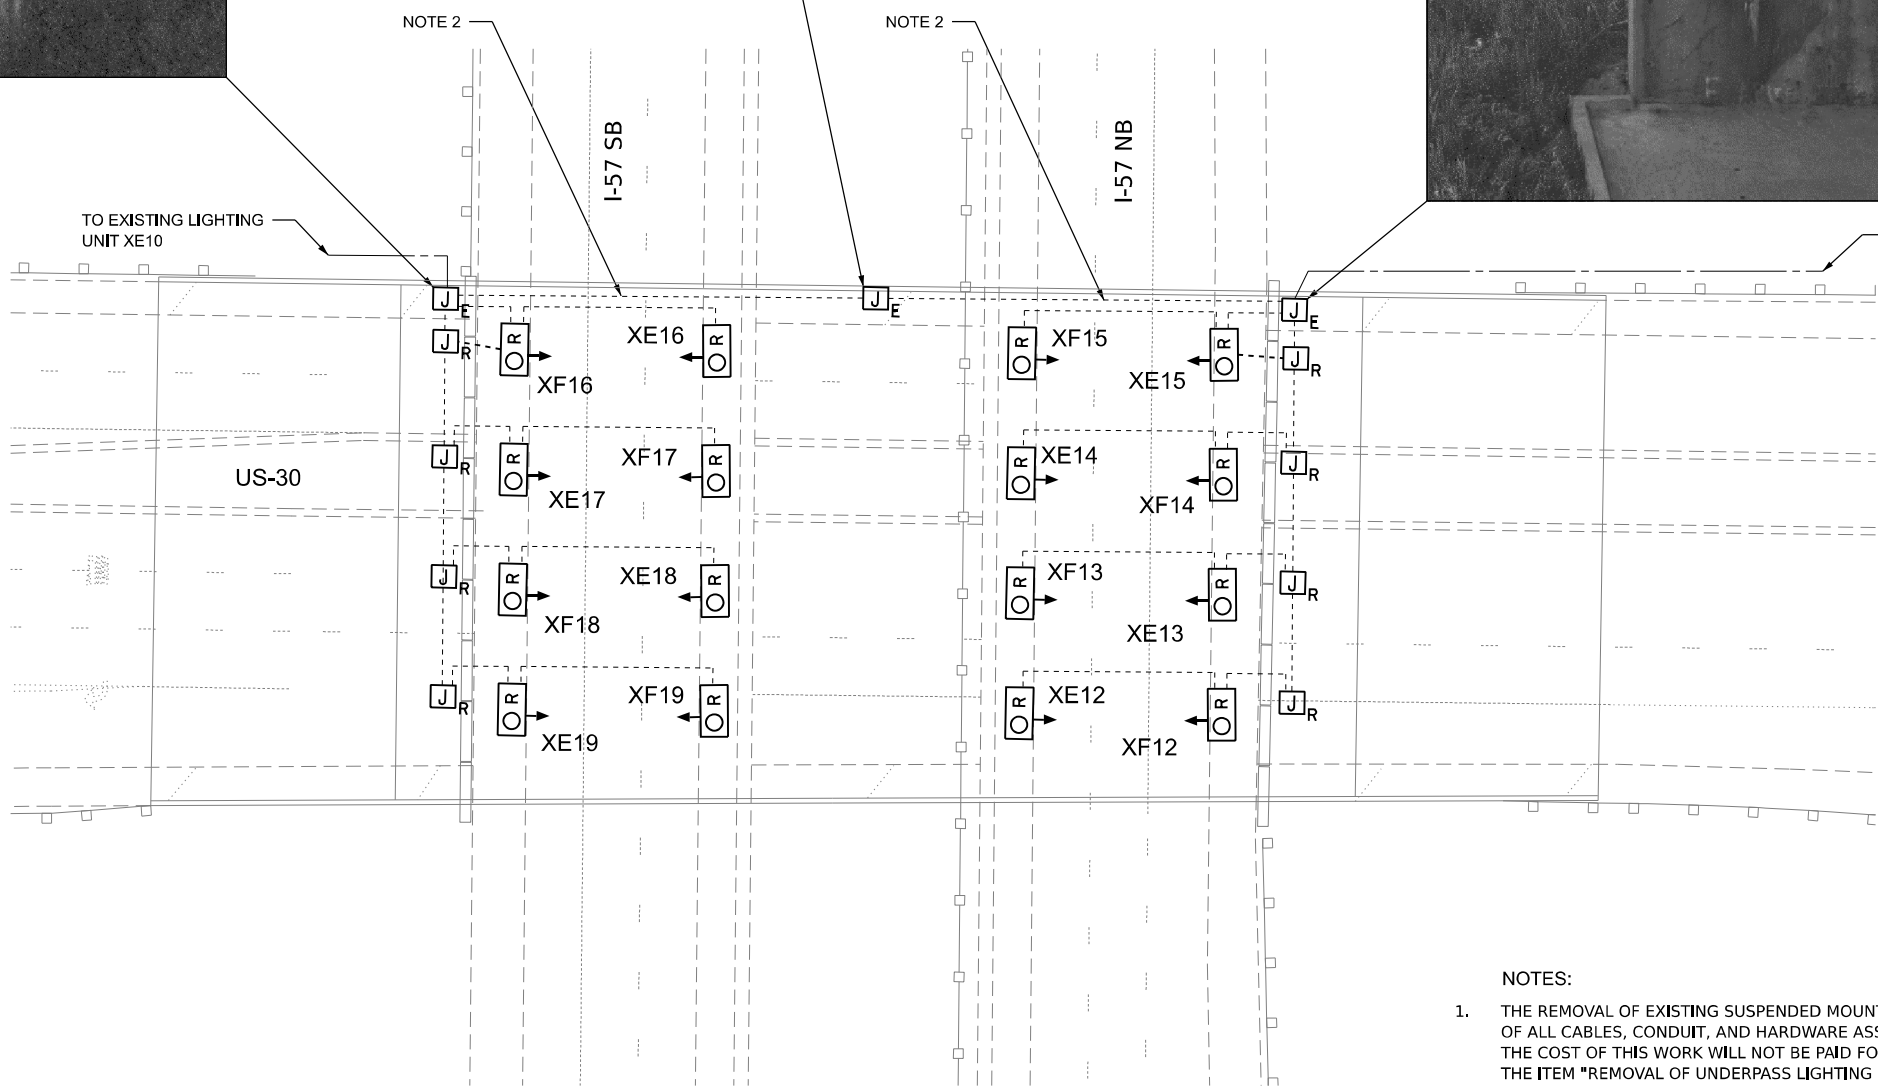 NOTE 2
NOTE 2
I-57 SB
I-57 NB
TO EXISTING LIGHTING
UNIT XE10
J E
J E
J E
J R
R
XF16
XE16
R
R
XF15
XE15
R
J R
J R
R
XE17
XF17
R
R
XE14
XF14
R
J R
US-30
J R
R
XF18
XE18
R
R
XF13
XE13
R
J R
J R
R
XE19
XF19
R
R
XE12
XF12
R
J R
NOTES:
1. THE REMOVAL OF EXISTING SUSPENDED
OF ALL CABLES, CONDUIT, AND HARDWARE
THE COST OF THIS WORK WILL NOT BE PAID
THE ITEM "REMOVAL OF UNDERPASS LIGHTING